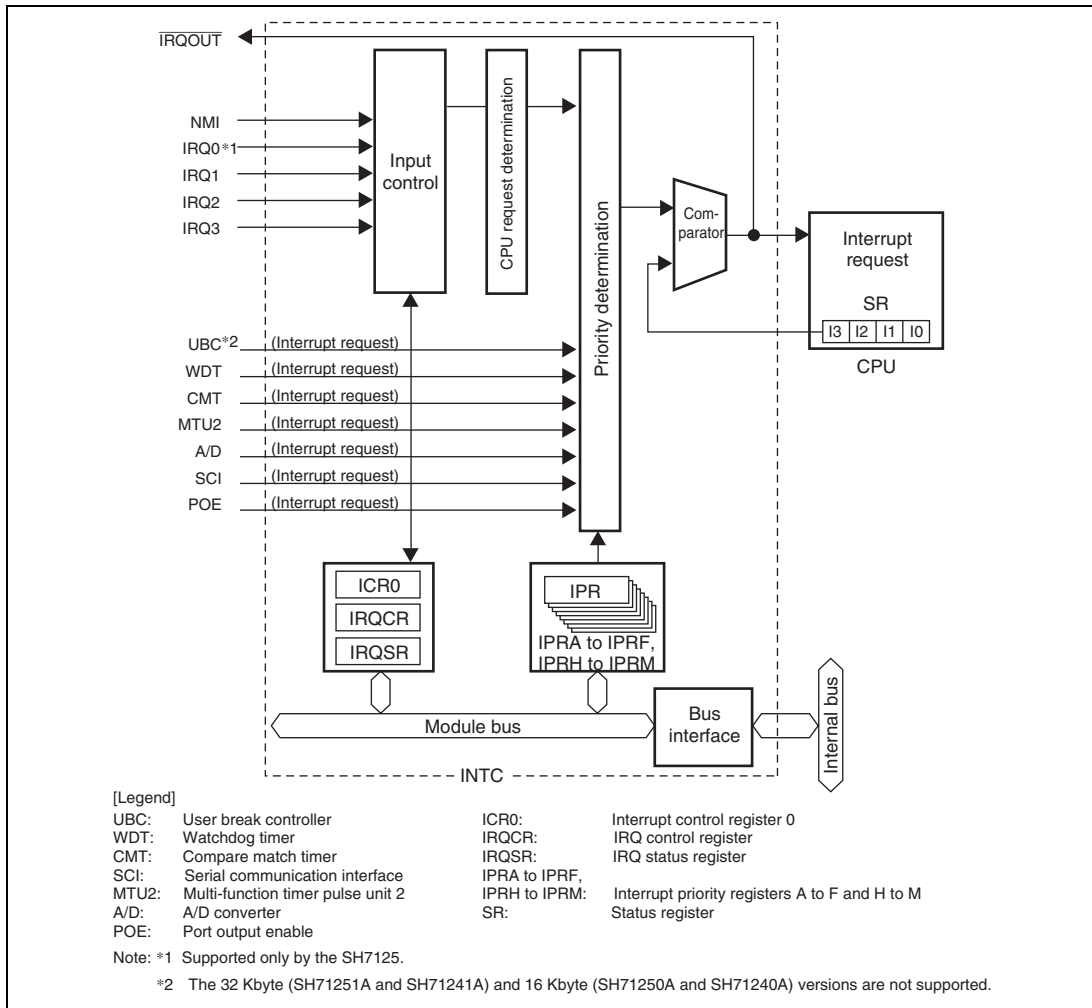 IRQOUT
NMI
IRQ0*1
IRQ1
IRQ2
IRQ3
Input
control
CPU request determination
Priority determination
Com-
parator
Interrupt
request
SR
I3 I2 I1 I0
CPU
UBC*2 (Interrupt request)
WDT (Interrupt request)
CMT (Interrupt request)
MTU2 (Interrupt request)
A/D (Interrupt request)
SCI (Interrupt request)
POE (Interrupt request)
ICR0
IRQCR
IRQSR
IPR
IPRA to IPRF,
IPRH to IPRM
Module bus
Bus
interface
Internal bus
INTC
[Legend]
UBC: User break controller
WDT: Watchdog timer
CMT: Compare match timer
SCI: Serial communication interface
MTU2: Multi-function timer pulse unit 2
A/D: A/D converter
POE: Port output enable
ICR0: Interrupt control register 0
IRQCR: IRQ control register
IRQSR: IRQ status register
IPRA to IPRF,
IPRH to IPRM: Interrupt priority registers A to F and H to M
SR: Status register
Note: *1 Supported only by the SH7125.
*2 The 32 Kbyte (SH71251A and SH71241A) and 16 Kbyte (SH71250A and SH71240A) versions are not supported.